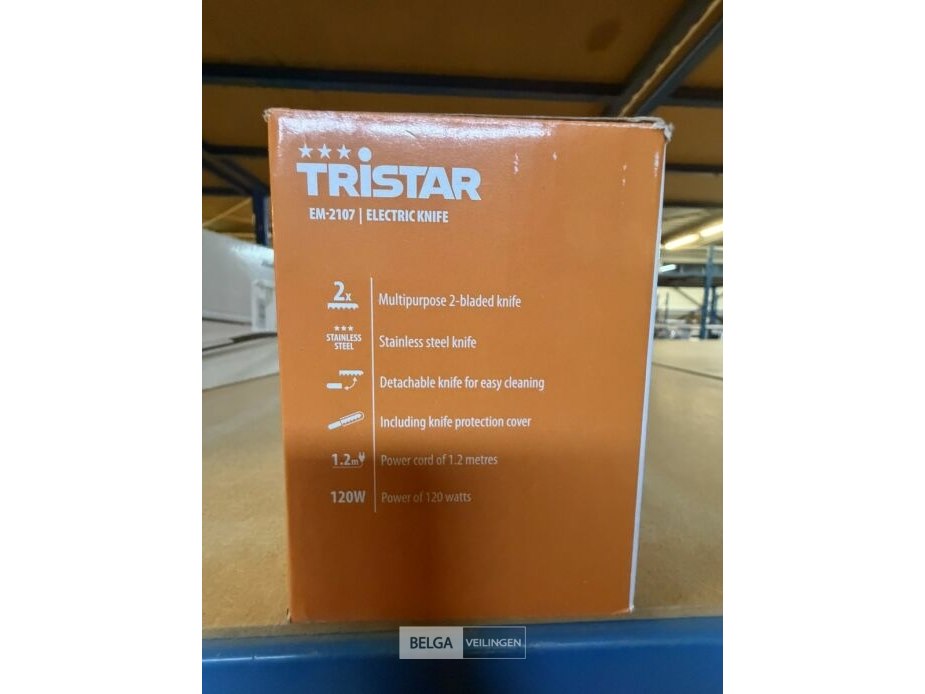 TRISTAR
EM-2107 | ELECTRIC KNIFE
2x
Multipurpose 2-bladed knife
STAINLESS
STEEL
Stainless steel knife
Detachable knife for easy cleaning
Including knife protection cover
1.2m
Power cord of 1.2 metres
120W
Power of 120 watts
BELGA VEILINGEN